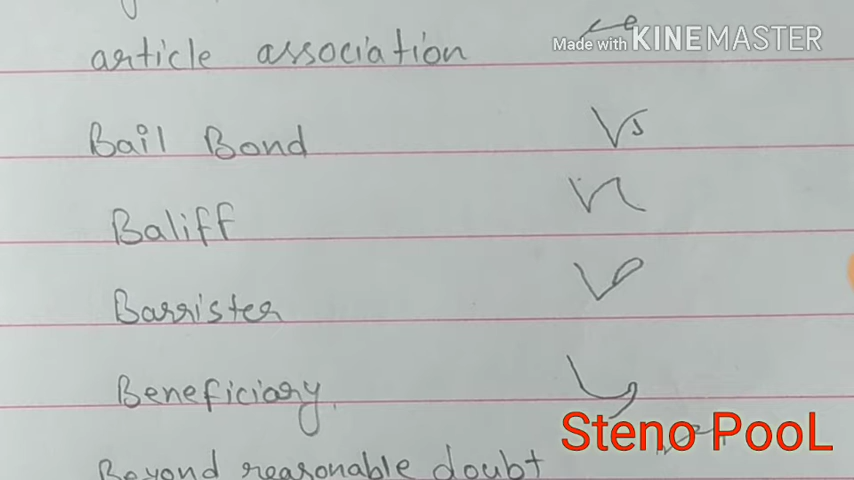 article association
Made with KINEMASTER
Bail Bond
Baliff
Barrister
Beneficiary.
Steno PooL
Beyond reasonable doubt